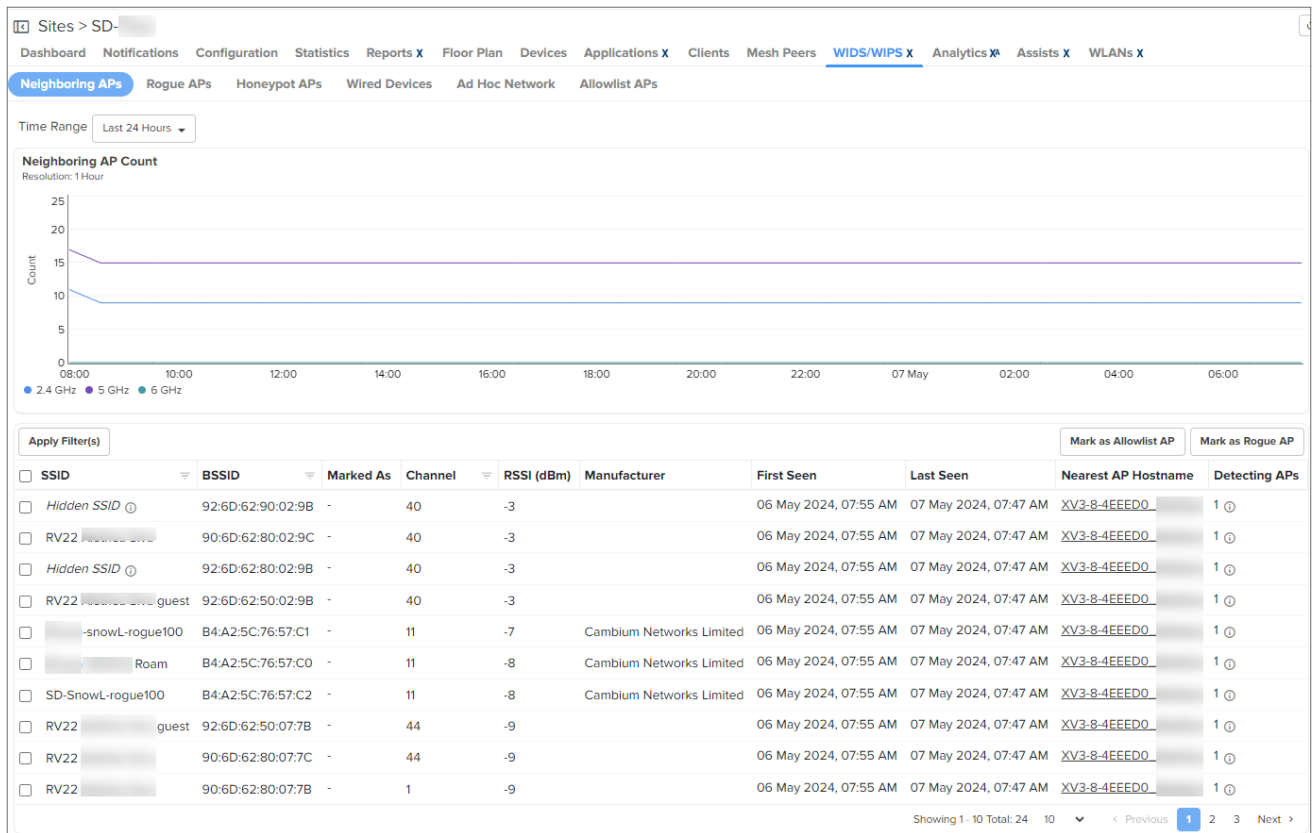 Sites > SD-
Dashboard Notifications Configuration Statistics Reports X Floor Plan Devices Applications X Clients Mesh Peers WIDS/WIPS X Analytics Assists X WLANs X
Neighboring APs Rogue APs Honeypot APs Wired Devices Ad Hoc Network Allowlist APs
Time Range Last 24 Hours
Neighboring AP Count
Resolution: 1 Hour
25
20
15
10
5
0
Count
08:00 10:00 12:00 14:00 16:00 18:00 20:00 22:00 07 May 02:00 04:00 06:00
2.4 GHz 5 GHz 6 GHz
Apply Filter(s) Mark as Allowlist AP Mark as Rogue AP
SSID BSSID Marked As Channel RSSI (dBm) Manufacturer First Seen Last Seen Nearest AP Hostname Detecting APs
Hidden SSID 92:6D:62:90:02:9B - 40 -3 06 May 2024, 07:55 AM 07 May 2024, 07:47 AM XV3-8-4EEED0_ 1
RV22 90:6D:62:80:02:9C - 40 -3 06 May 2024, 07:55 AM 07 May 2024, 07:47 AM XV3-8-4EEED0_ 1
Hidden SSID 92:6D:62:80:02:9B - 40 -3 06 May 2024, 07:55 AM 07 May 2024, 07:47 AM XV3-8-4EEED0_ 1
RV22 guest 92:6D:62:50:02:9B - 40 -3 06 May 2024, 07:55 AM 07 May 2024, 07:47 AM XV3-8-4EEED0_ 1
-snowL-rogue100 B4:A2:5C:76:57:C1 - 11 -7 Cambium Networks Limited 06 May 2024, 07:55 AM 07 May 2024, 07:47 AM XV3-8-4EEED0_ 1
Roam B4:A2:5C:76:57:C0 - 11 -8 Cambium Networks Limited 06 May 2024, 07:55 AM 07 May 2024, 07:47 AM XV3-8-4EEED0_ 1
SD-SnowL-rogue100 B4:A2:5C:76:57:C2 - 11 -8 Cambium Networks Limited 06 May 2024, 07:55 AM 07 May 2024, 07:47 AM XV3-8-4EEED0_ 1
RV22 guest 92:6D:62:50:07:7B - 44 -9 06 May 2024, 07:55 AM 07 May 2024, 07:47 AM XV3-8-4EEED0_ 1
RV22 90:6D:62:80:07:7C - 44 -9 06 May 2024, 07:55 AM 07 May 2024, 07:47 AM XV3-8-4EEED0_ 1
RV22 90:6D:62:80:07:7B - 1 -9 06 May 2024, 07:55 AM 07 May 2024, 07:47 AM XV3-8-4EEED0_ 1
Showing 1 - 10 Total: 24 10 < Previous 1 2 3 Next >